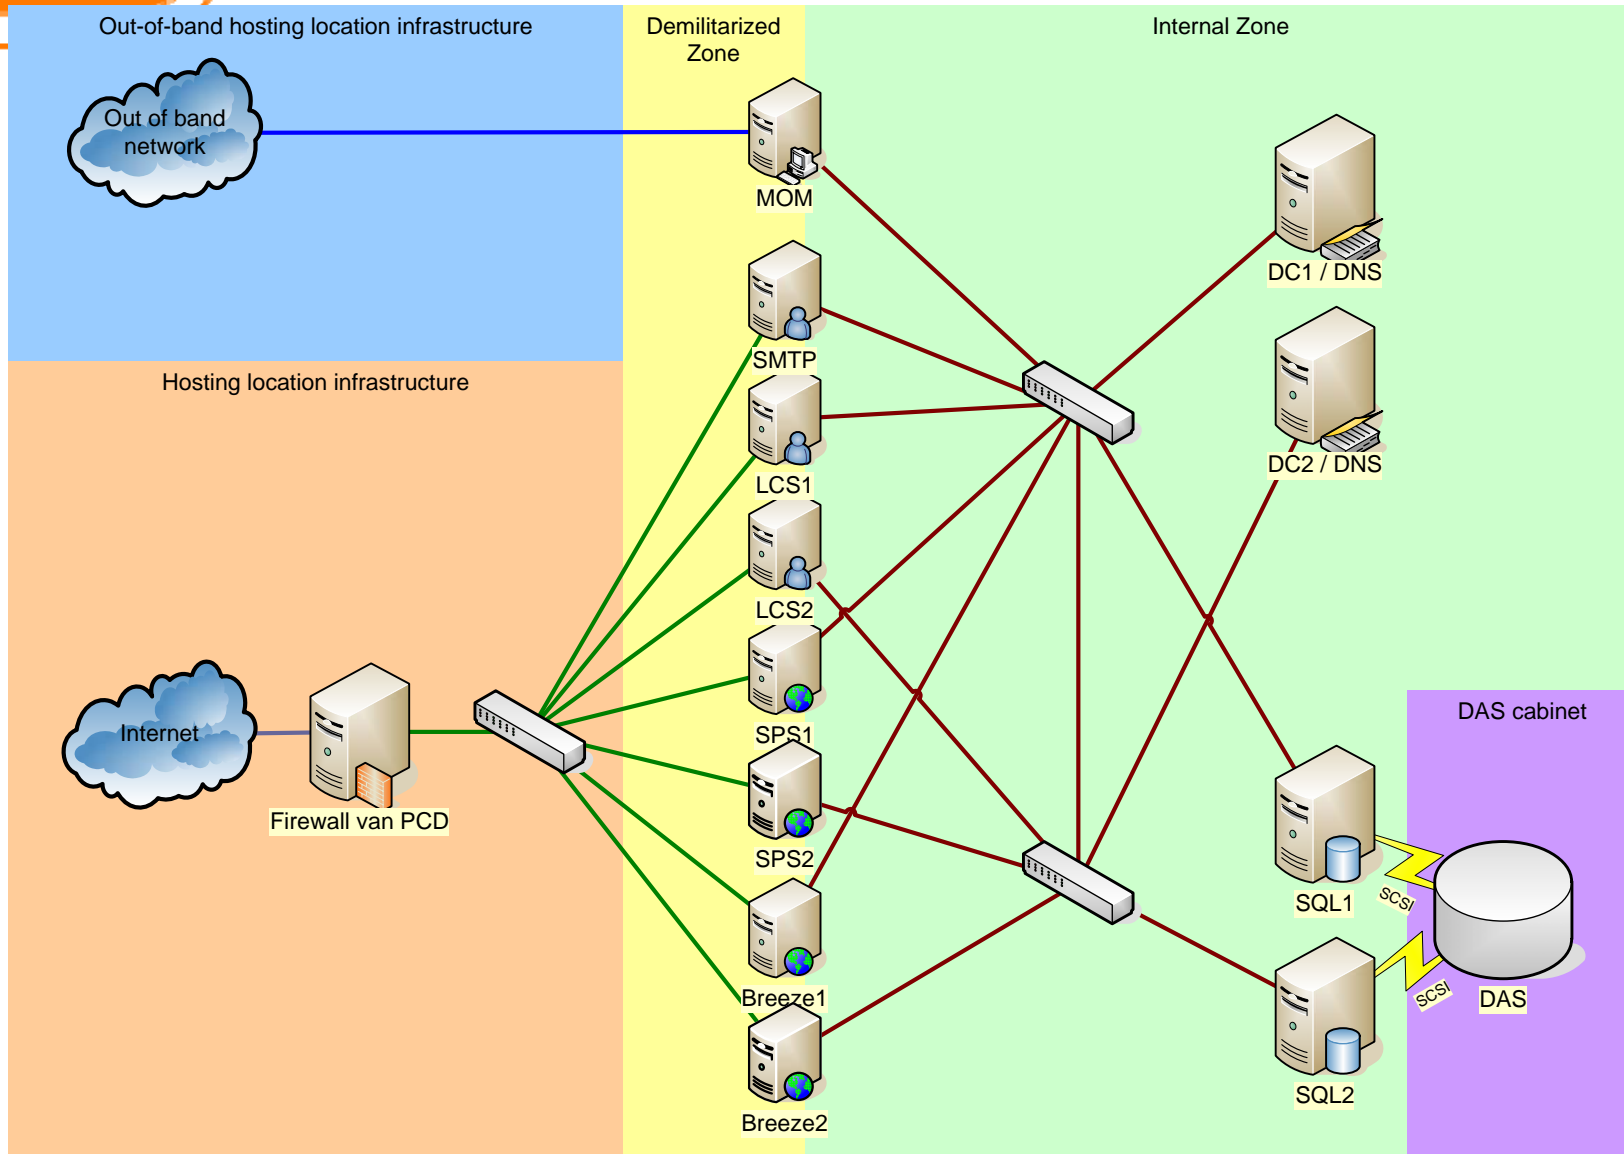 Out-of-band hosting location infrastructure
Demilitarized
Zone
Internal Zone
Out of band
network
MOM
DC1 / DNS
SMTP
Hosting location infrastructure
DC2 / DNS
LCS1
LCS2
Internet
SPS1
DAS cabinet
Firewall van PCD
SPS2
SQL1
SCSI
Breeze1
SCSI
DAS
SQL2
Breeze2